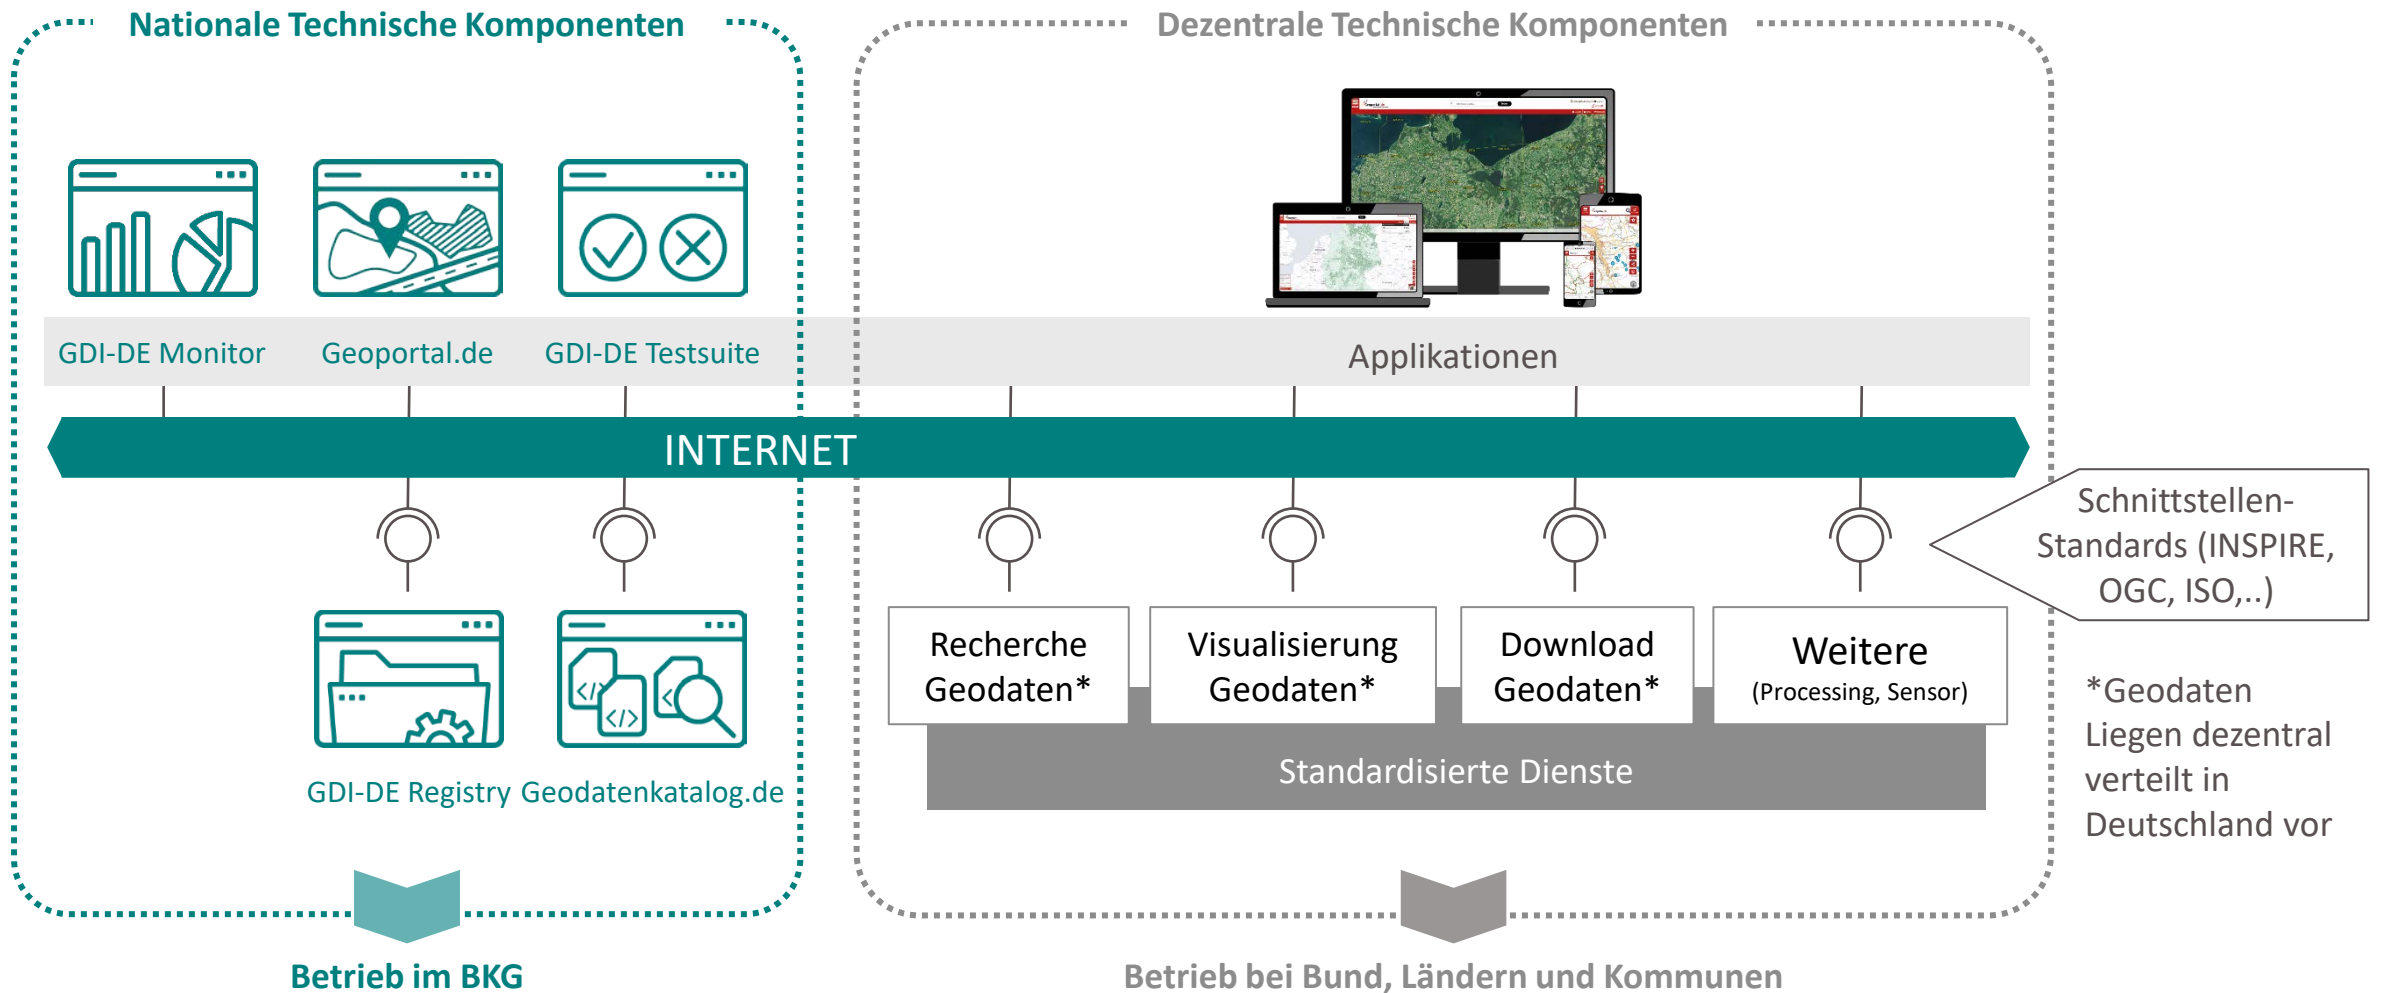 Nationale Technische Komponenten
Dezentrale Technische Komponenten
GDI-DE Monitor
Geoportal.de
GDI-DE Testsuite
Applikationen
INTERNET
Schnittstellen-
Standards (INSPIRE,
OGC, ISO,..)
</>
</>
GDI-DE Registry
Geodatenkatalog.de
Recherche
Geodaten*
Visualisierung
Geodaten*
Download
Geodaten*
Weitere
(Processing, Sensor)
Standardisierte Dienste
*Geodaten
Liegen dezentral
verteilt in
Deutschland vor
Betrieb im BKG
Betrieb bei Bund, Ländern und Kommunen